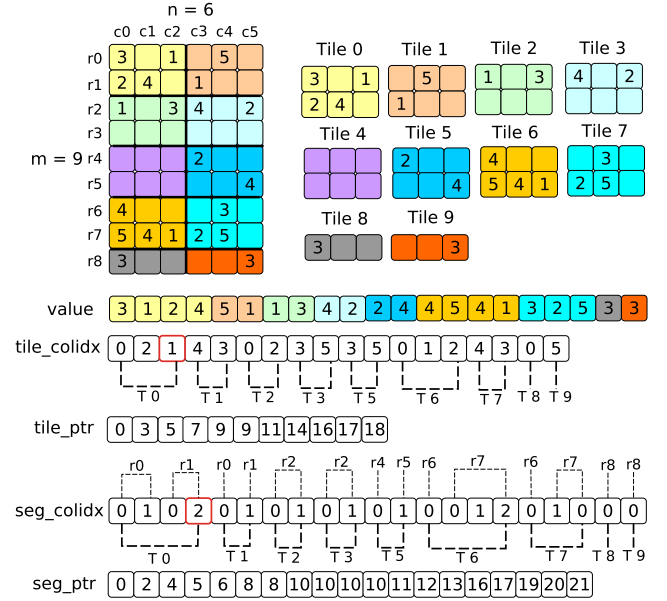 n = 6
c0 c1 c2 c3 c4 c5
r0 3 1 5
r1 2 4 1
r2 1 3 4 2
r3
m = 9 r4 2
r5 4
r6 4 3
r7 5 4 1 2 5
r8 3 3
Tile 0 Tile 1 Tile 2 Tile 3
3 1 5 1 3 4 2
2 4 1
Tile 4 Tile 5 Tile 6 Tile 7
2 4 3
4 5 4 1 2 5
Tile 8 Tile 9
3 3
value 3 1 2 4 5 1 1 3 4 2 2 4 4 5 4 1 3 2 5 3 3
tile_colidx 0 2 1 4 3 0 2 3 5 3 5 0 1 2 4 3 0 5
T 0 T 1 T 2 T 3 T 5 T 6 T 7 T 8 T 9
tile_ptr 0 3 5 7 9 9 11 14 16 17 18
r0 r1 r0 r1 r2 r2 r4 r5 r6 r7 r6 r7 r8 r8
seg_colidx 0 1 0 2 0 1 0 1 0 1 0 1 0 0 1 2 0 1 0 0 0
T 0 T 1 T 2 T 3 T 5 T 6 T 7 T 8 T 9
seg_ptr 0 2 4 5 6 8 8 10 10 10 10 11 12 13 16 17 19 20 21